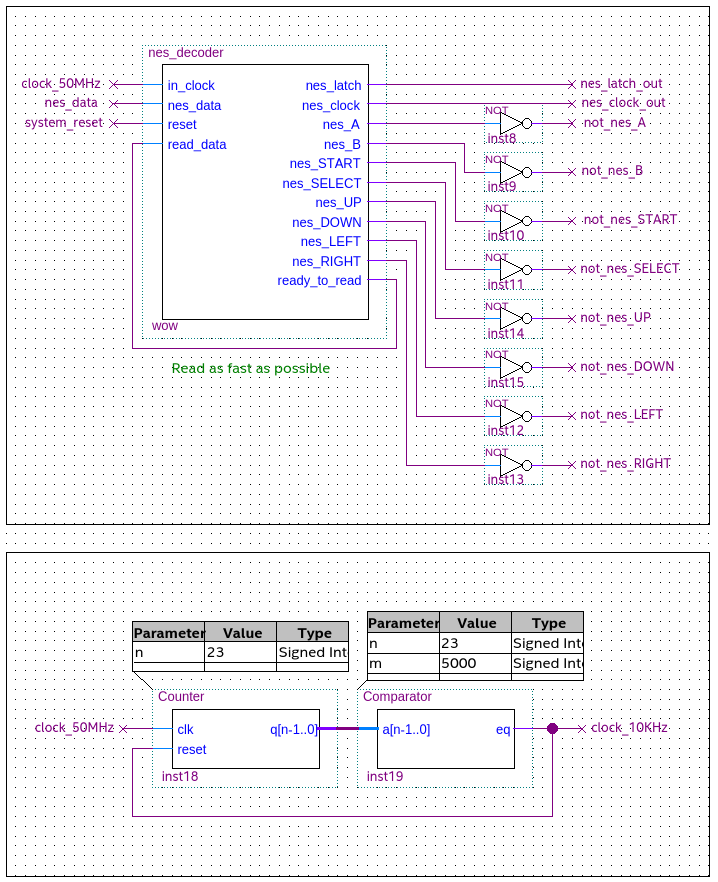 nes_decoder
clock_50MHz in_clock nes_latch nes_latch_out
nes_data nes_data nes_clock nes_clock_out
system_reset reset nes_A NOT not_nes_A
inst8
read_data nes_B
nes_START NOT not_nes_B
nes_SELECT inst9
nes_UP NOT
nes_DOWN not_nes_START
nes_LEFT inst10
nes_RIGHT NOT not_nes_SELECT
ready_to_read inst11
NOT
wow not_nes_UP
inst14
NOT
Read as fast as possible not_nes_DOWN
inst15
NOT
not_nes_LEFT
inst12
NOT
not_nes_RIGHT
inst13
Parameter Value Type
n 23 Signed Int
Parameter Value Type
n 23 Signed Int
m 5000 Signed Int
Counter Comparator
clock_50MHz clk q[n-1..0] a[n-1..0] eq clock_10KHz
reset
inst18 inst19